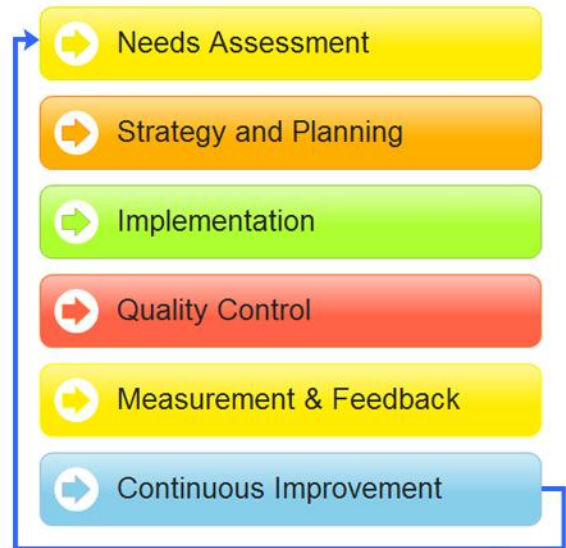 Needs Assessment
Strategy and Planning
Implementation
Quality Control
Measurement & Feedback
Continuous Improvement